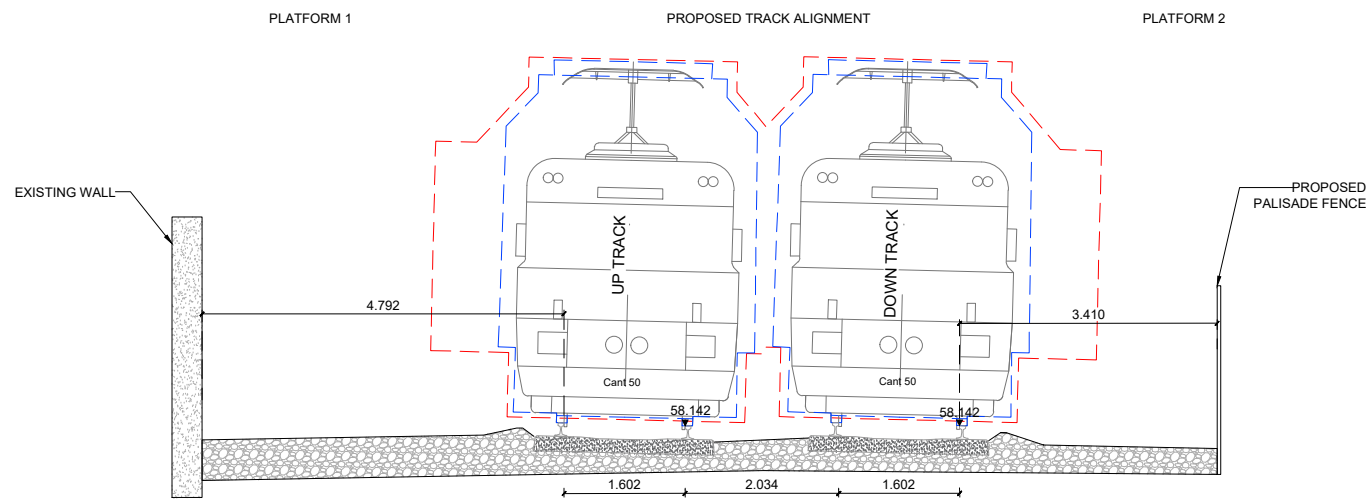 PLATFORM 1
PROPOSED TRACK ALIGNMENT
PLATFORM 2
EXISTING WALL
PROPOSED
PALISADE FENCE
UP TRACK
DOWN TRACK
4.792
3.410
Cant 50
Cant 50
58.142
58.142
1.602
2.034
1.602